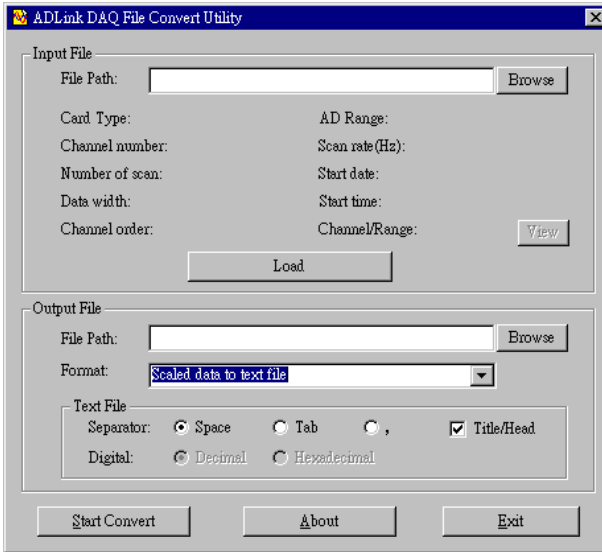 ADLink DAQ File Convert Utility
Input File
File Path: Browse
Card Type: AD Range:
Channel number: Scan rate(Hz):
Number of scan: Start date:
Data width: Start time:
Channel order: Channel/Range: View
Load
Output File
File Path: Browse
Format: Scaled data to text file
Text File
Separator: Space Tab , Title/Head
Digital: Decimal Hexadecimal
Start Convert About Exit